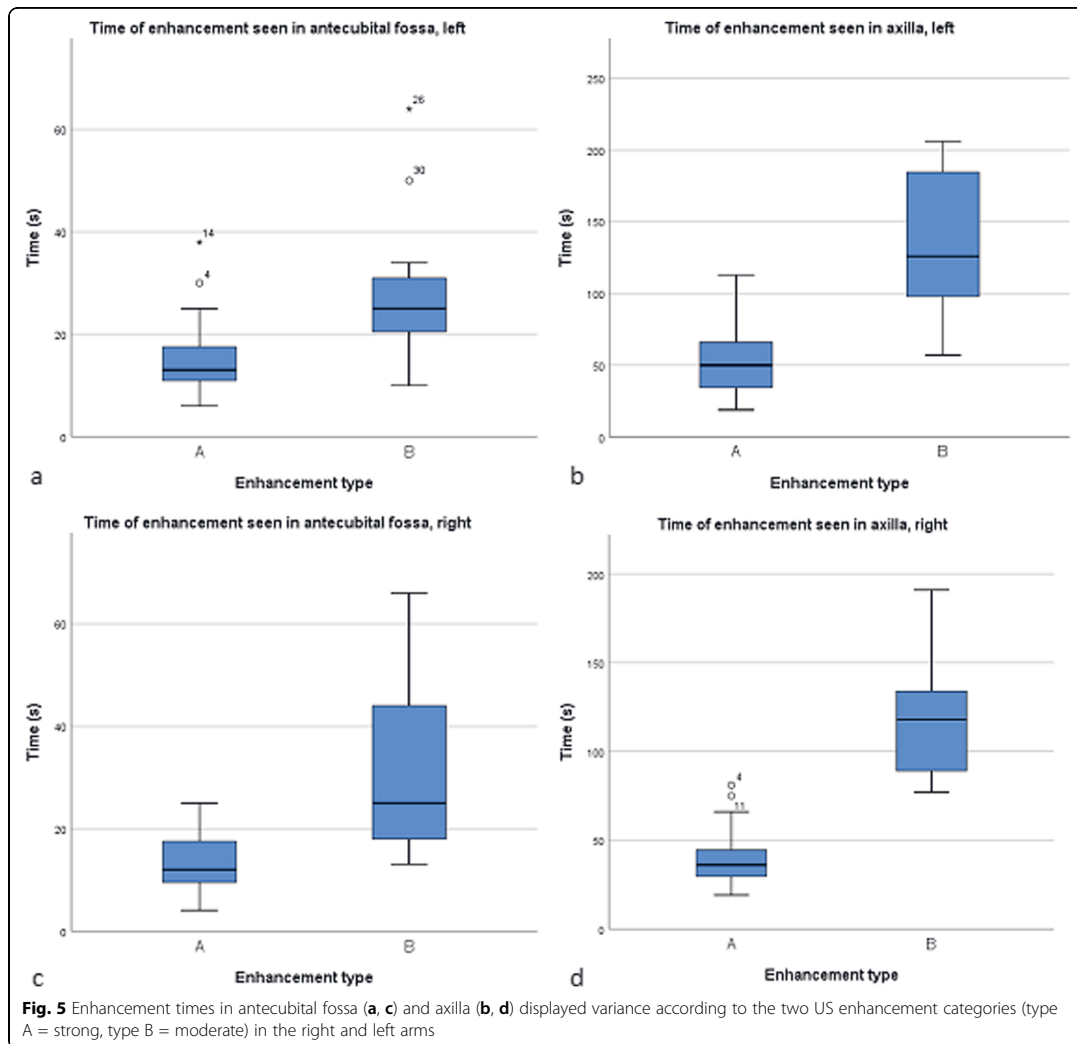 Time of enhancement seen in antecubital fossa, left
Time (s)
60
40
20
0
*26
30
*14
4
A
B
Enhancement type
a
Time of enhancement seen in axilla, left
Time (s)
250
200
150
100
50
0
A
B
Enhancement type
b
Time of enhancement seen in antecubital fossa, right
Time (s)
60
40
20
0
A
B
Enhancement type
c
Time of enhancement seen in axilla, right
Time (s)
200
150
100
50
0
4
11
A
B
Enhancement type
d
Fig. 5 Enhancement times in antecubital fossa (a, c) and axilla (b, d) displayed variance according to the two US enhancement categories (type
A = strong, type B = moderate) in the right and left arms